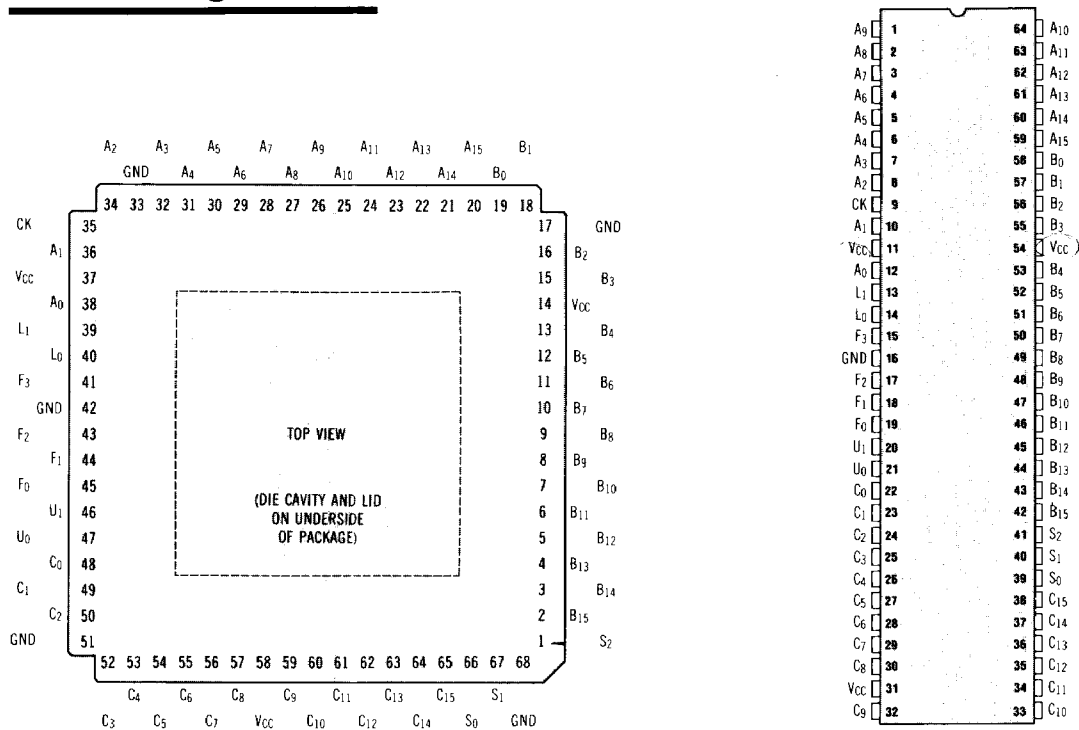 A2 A3 A5 A7 A9 A11 A13 A15 B1
GND A4 A6 A8 A10 A12 A14 B0
34 33 32 31 30 29 28 27 26 25 24 23 22 21 20 19 18
CK 35 17 GND
A1 36 16 B2
VCC 37 15 B3
A0 38 14 VCC
L1 39 13 B4
L0 40 12 B5
F3 41 11 B6
GND 42 10 B7
F2 43 9 B8
F1 44 8 B9
F0 45 7 B10
U1 46 6 B11
U0 47 5 B12
C0 48 4 B13
C1 49 3 B14
C2 50 2 B15
GND 51 1 S2
TOP VIEW
(DIE CAVITY AND LID
ON UNDERSIDE
OF PACKAGE)
52 53 54 55 56 57 58 59 60 61 62 63 64 65 66 67 68
C4 C6 C8 C9 C11 C13 C15 S1
C3 C5 C7 VCC C10 C12 C14 S0 GND
A9 1 64 A10
A8 2 63 A11
A7 3 62 A12
A6 4 61 A13
A5 5 60 A14
A4 6 59 A15
A3 7 58 B0
A2 8 57 B1
CK 9 56 B2
A1 10 55 B3
VCC 11 54 VCC
A0 12 53 B4
L1 13 52 B5
L0 14 51 B6
F3 15 50 B7
GND 16 49 B8
F2 17 48 B9
F1 18 47 B10
F0 19 46 B11
U1 20 45 B12
U0 21 44 B13
C0 22 43 B14
C1 23 42 B15
C2 24 41 S2
C3 25 40 S1
C4 26 39 S0
C5 27 38 C15
C6 28 37 C14
C7 29 36 C13
C8 30 35 C12
VCC 31 34 C11
C9 32 33 C10